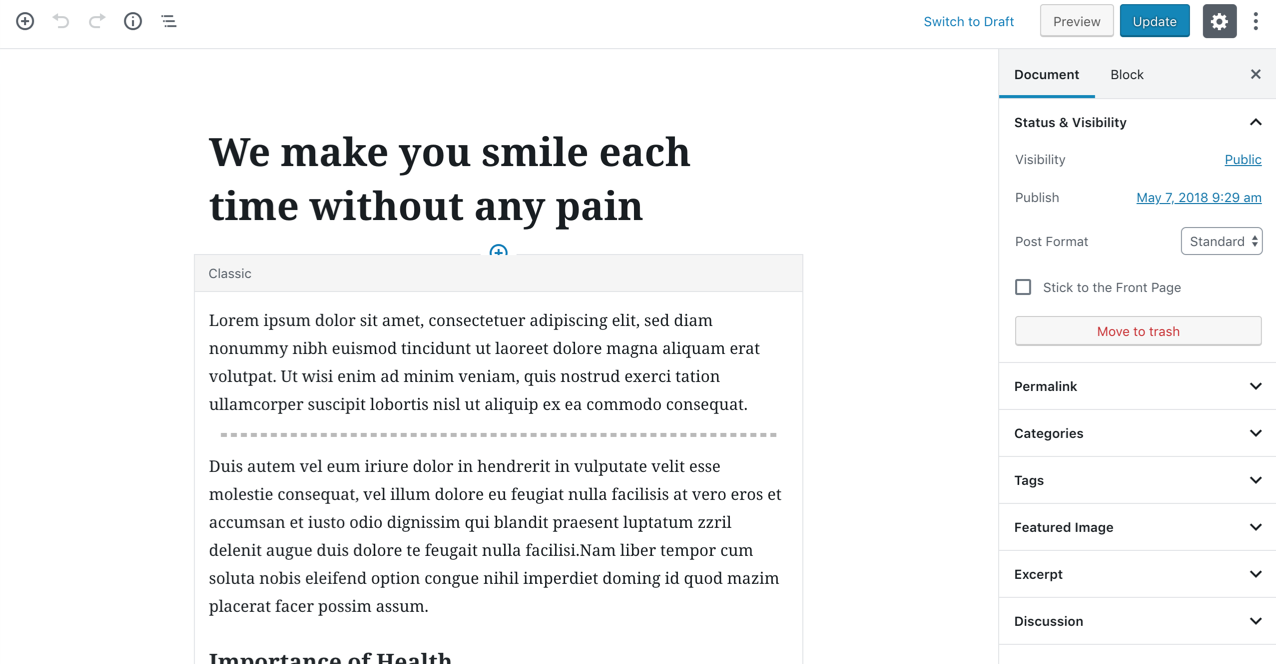 Switch to Draft
Preview
Update
We make you smile each
time without any pain
Classic
Lorem ipsum dolor sit amet, consectetuer adipiscing elit, sed diam
nonummy nibh euismod tincidunt ut laoreet dolore magna aliquam erat
volutpat. Ut wisi enim ad minim veniam, quis nostrud exerci tation
ullamcorper suscipit lobortis nisl ut aliquip ex ea commodo consequat.
Duis autem vel eum iriure dolor in hendrerit in vulputate velit esse
molestie consequat, vel illum dolore eu feugiat nulla facilisis at vero eros et
accumsan et iusto odio dignissim qui blandit praesent luptatum zzril
delenit augue duis dolore te feugait nulla facilisi.Nam liber tempor cum
soluta nobis eleifend option congue nihil imperdiet doming id quod mazim
placerat facer possim assum.
Importance of Health
Document
Block
Status & Visibility
Visibility
Public
Publish
May 7, 2018 9:29 am
Post Format
Standard
Stick to the Front Page
Move to trash
Permalink
Categories
Tags
Featured Image
Excerpt
Discussion